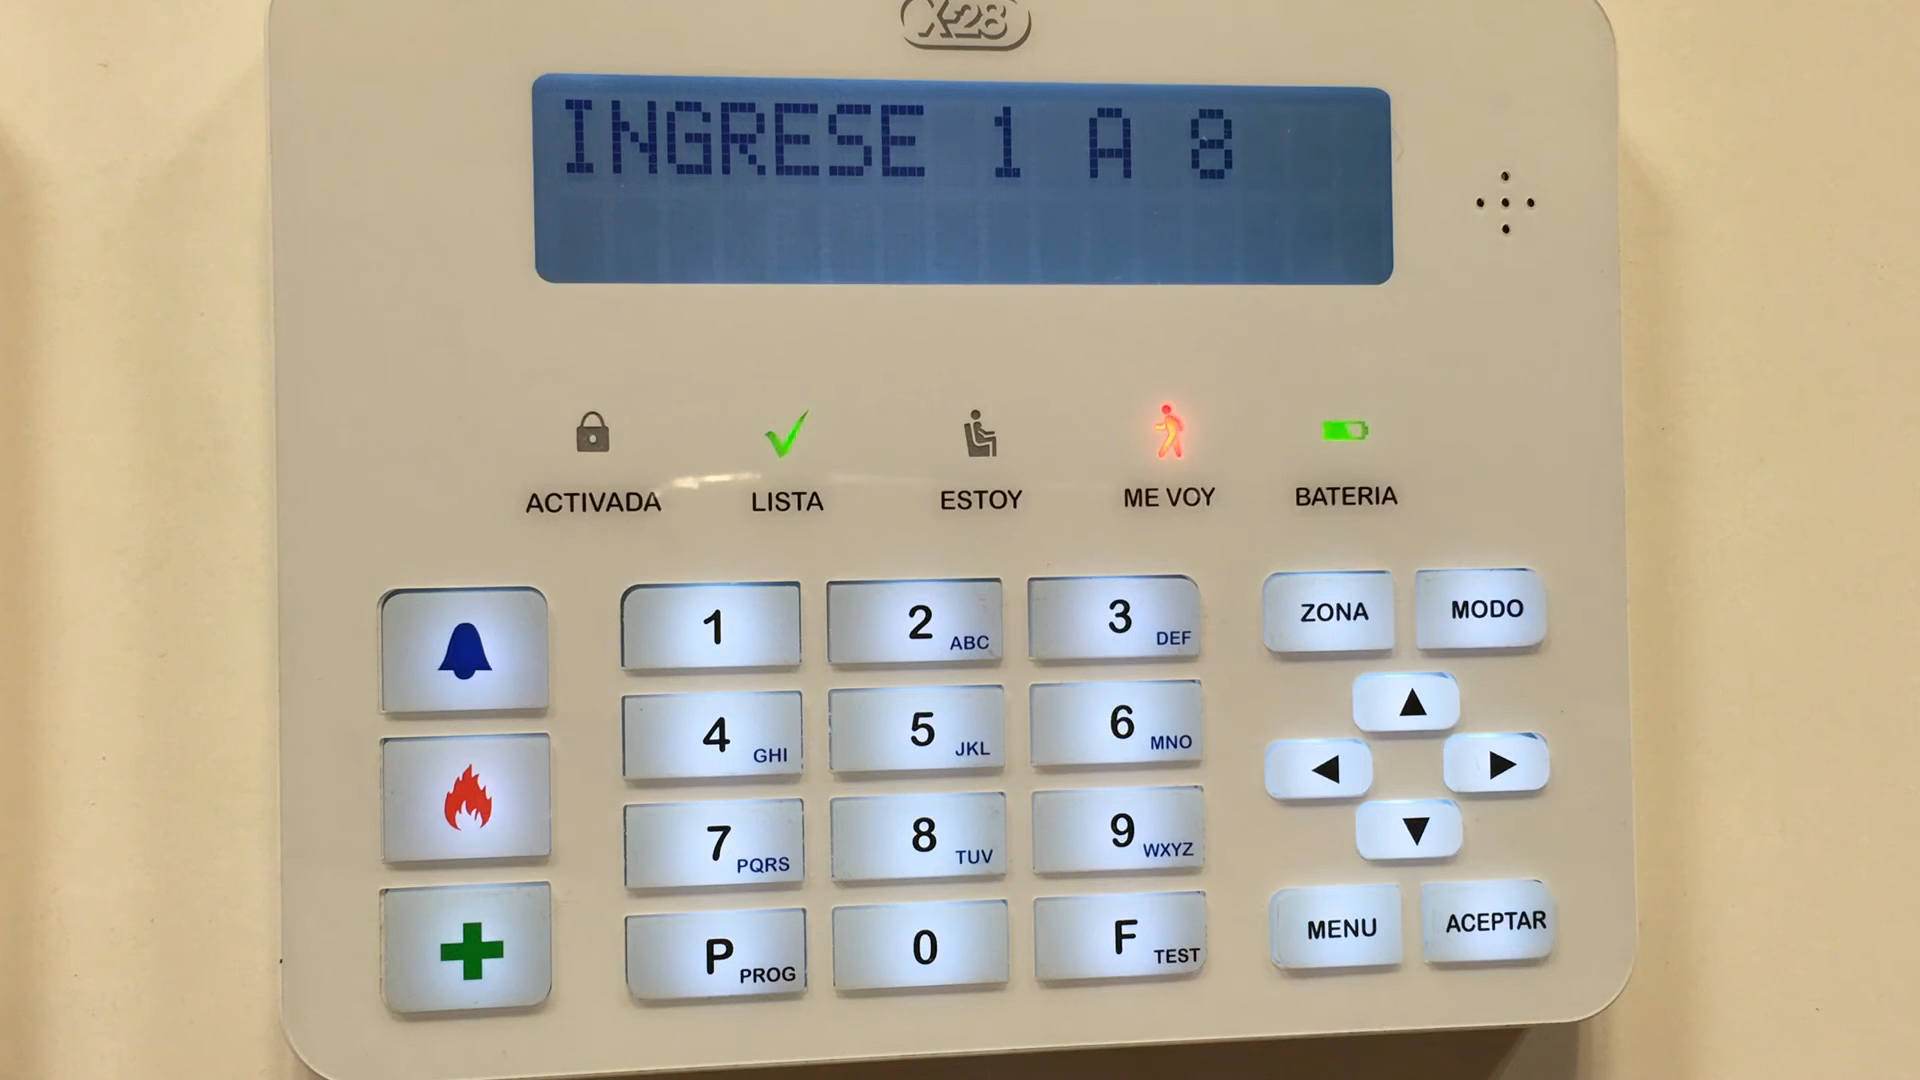 X-28
INGRESE 1 A 8
ACTIVADA
LISTA
ESTOY
ME VOY
BATERIA
1
2 ABC
3 DEF
ZONA
MODO
4 GHI
5 JKL
6 MNO
7 PQRS
8 TUV
9 WXYZ
P PROG
0
F TEST
MENU
ACEPTAR